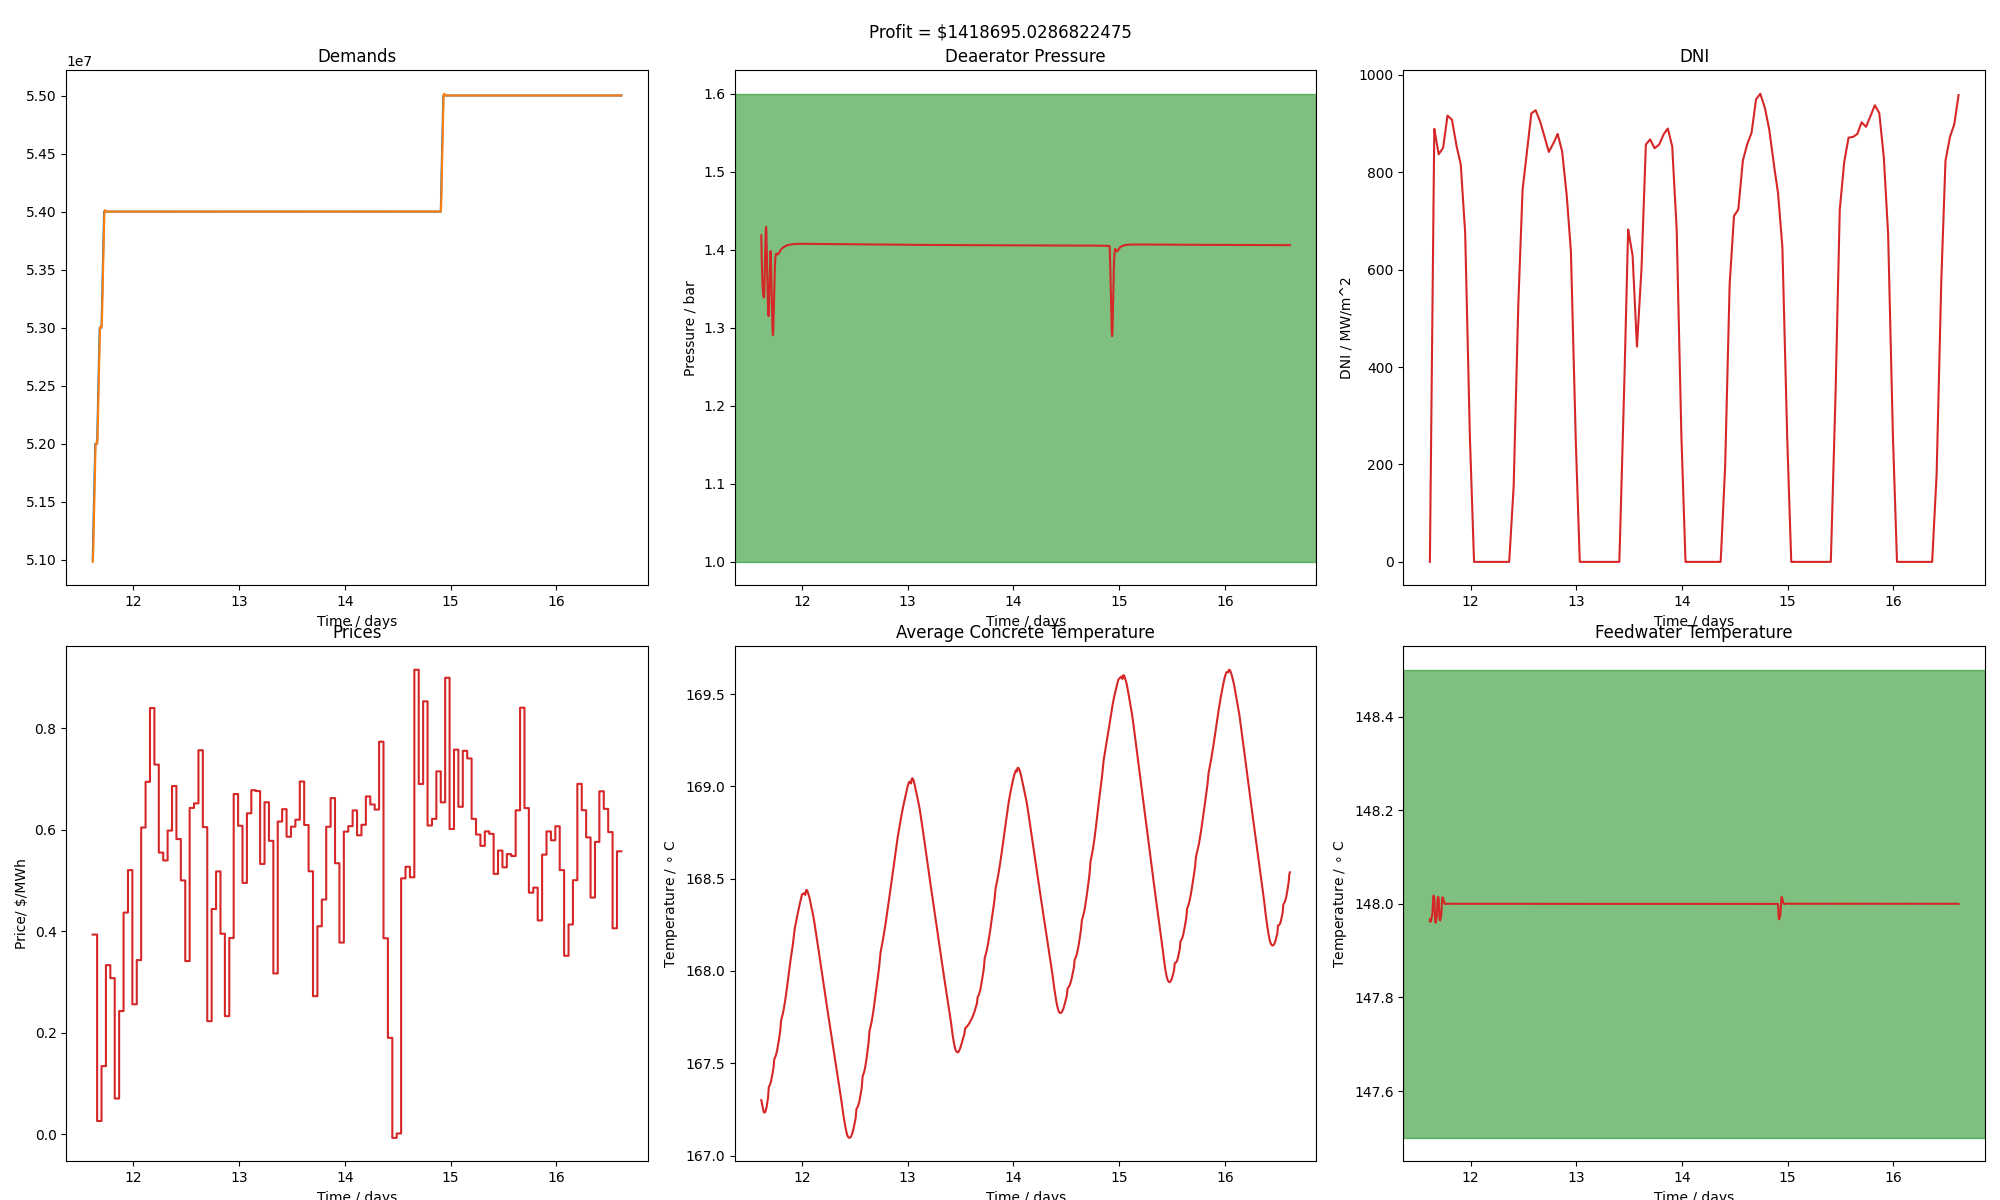 Profit = $1418695.0286822475
Demands
1e7
5.50
5.45
5.40
5.35
5.30
5.25
5.20
5.15
5.10
12 13 14 15 16
Time / days
Deaerator Pressure
Pressure / bar
1.6
1.5
1.4
1.3
1.2
1.1
1.0
12 13 14 15 16
Time / days
DNI
DNI / MW/m^2
1000
800
600
400
200
0
12 13 14 15 16
Time / days
Prices
Price/ $/MWh
0.8
0.6
0.4
0.2
0.0
12 13 14 15 16
Time / days
Average Concrete Temperature
Temperature / ∘ C
169.5
169.0
168.5
168.0
167.5
167.0
12 13 14 15 16
Time / days
Feedwater Temperature
Temperature / ∘ C
148.4
148.2
148.0
147.8
147.6
12 13 14 15 16
Time / days